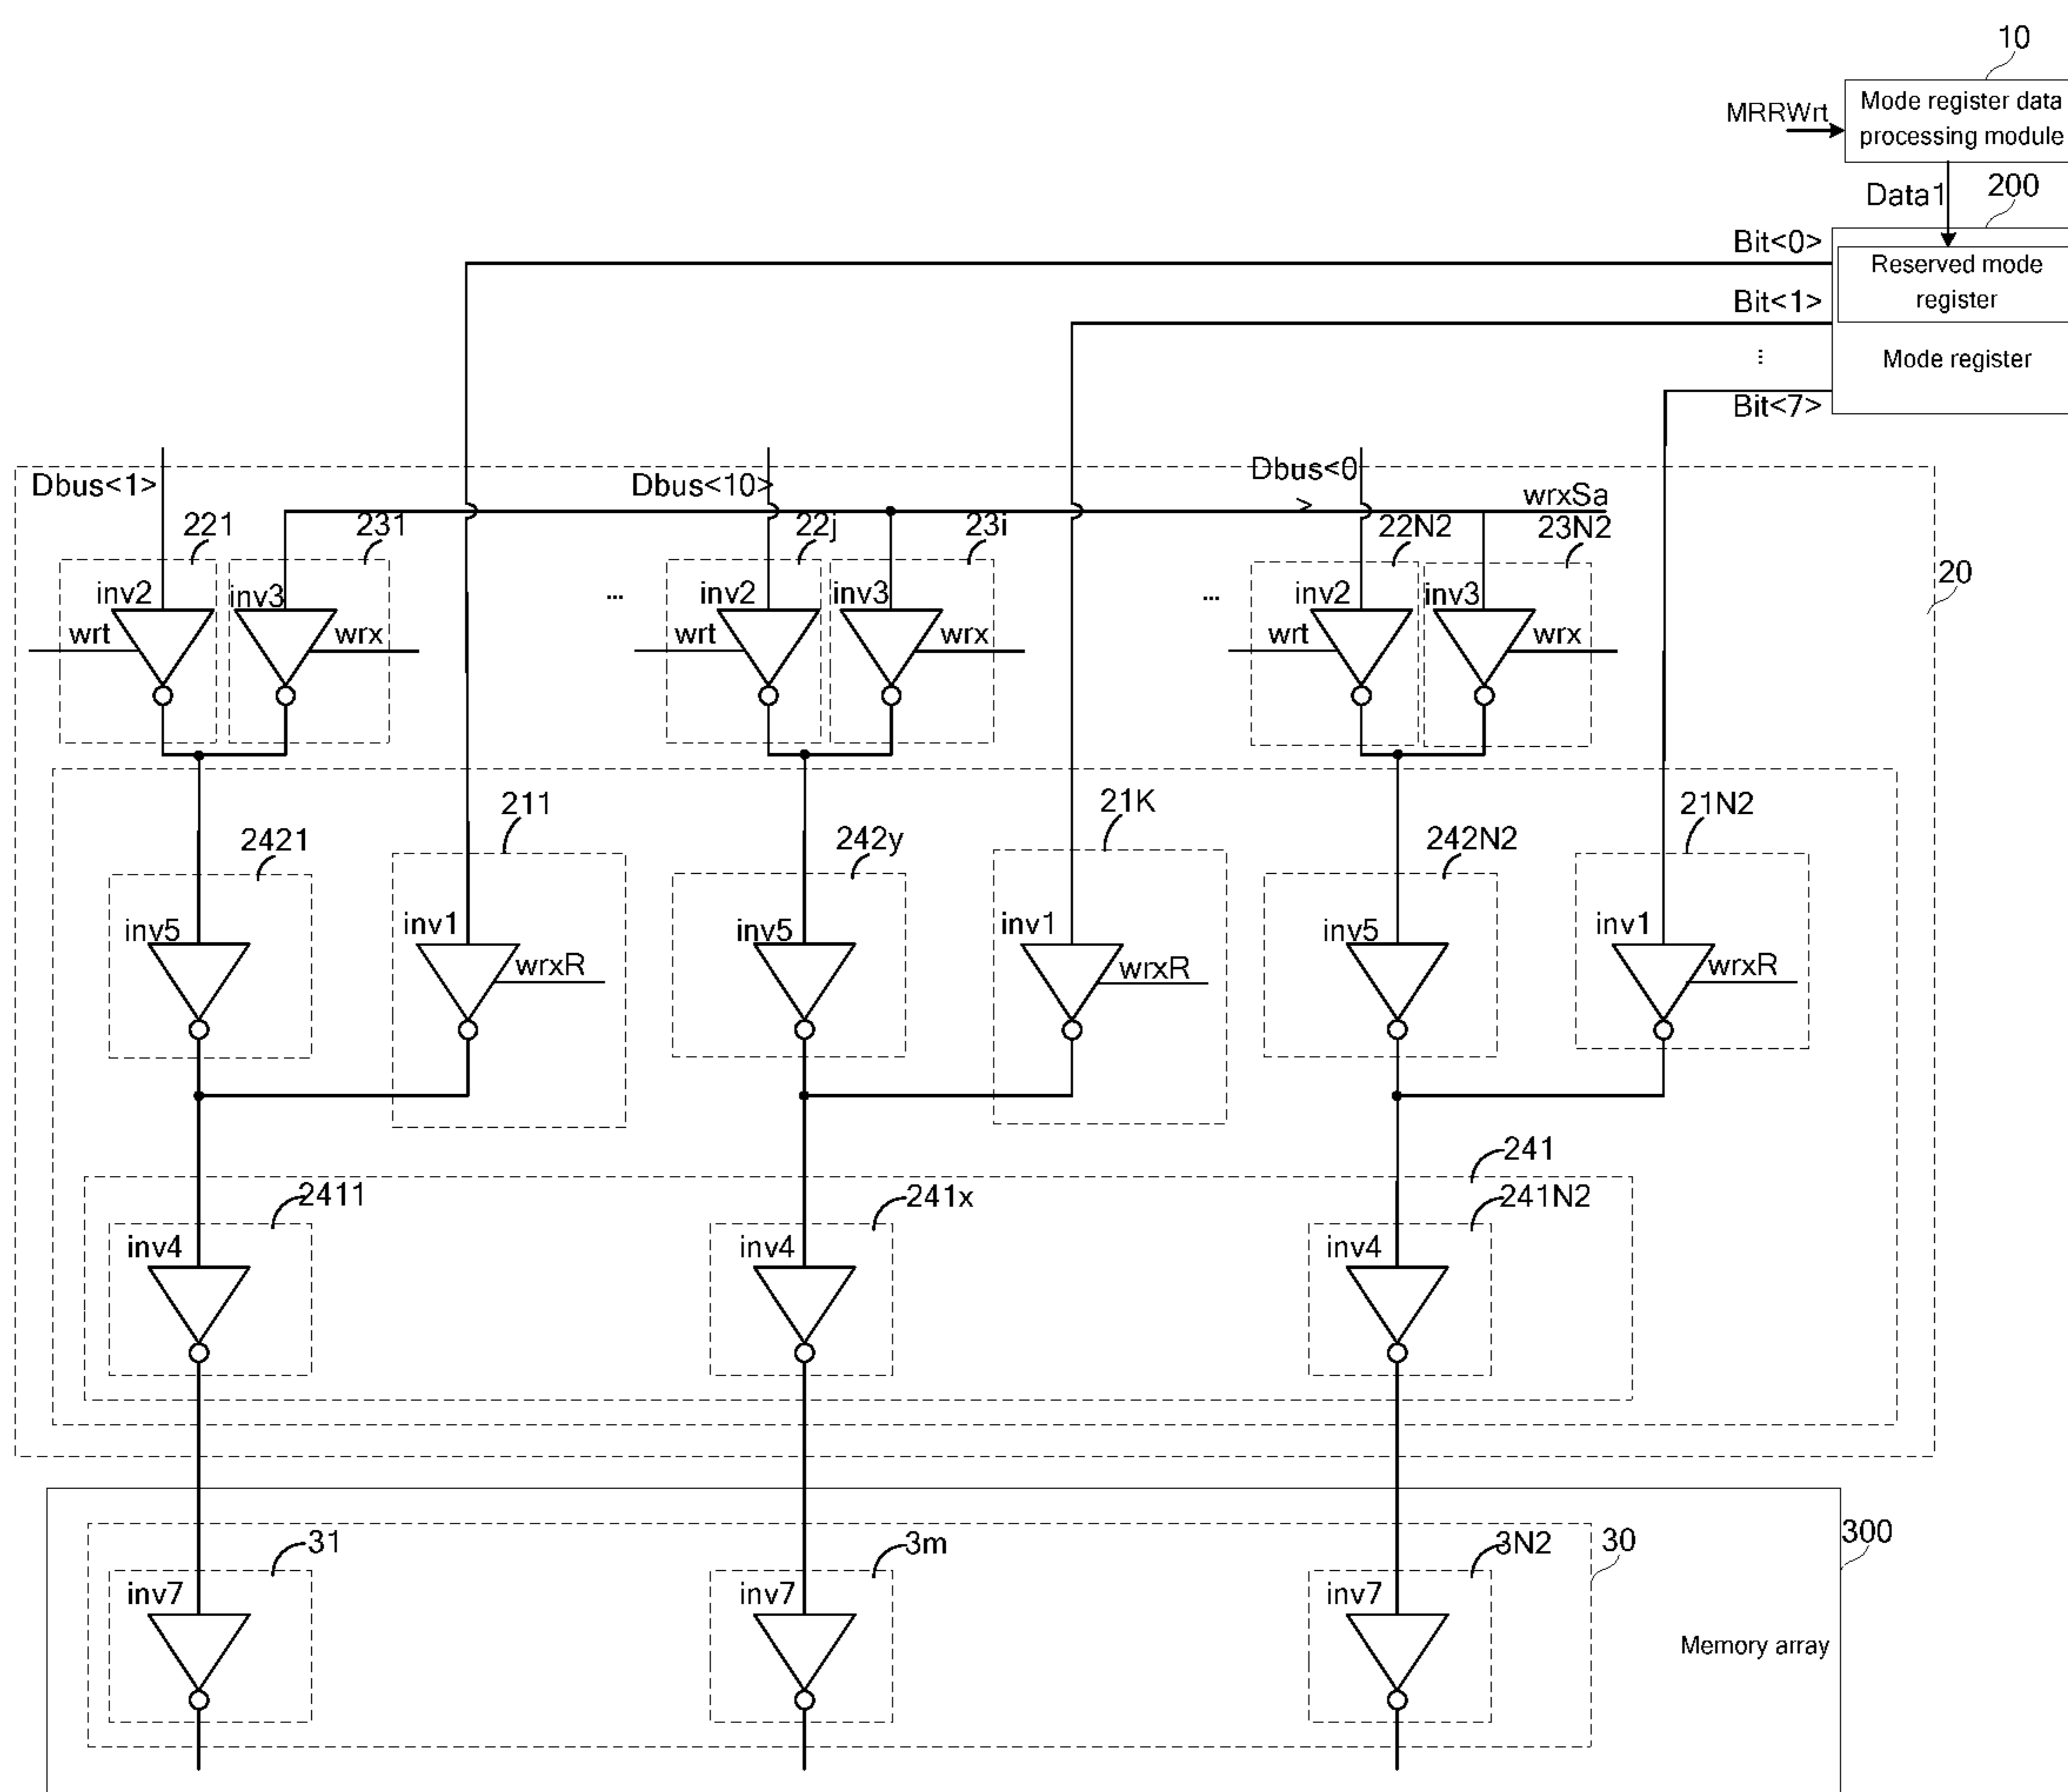 10
MRRWrt
Mode register data
processing module
Data1
200
Bit<0>
Reserved mode
register
Bit<1>
⋮
Mode register
Bit<7>
Dbus<1>
Dbus<10>
Dbus<0
>
wrxSa
221
231
22j
23i
22N2
23N2
20
inv2
inv3
...
inv2
inv3
...
inv2
inv3
wrt
wrx
wrt
wrx
wrt
wrx
2421
211
242y
21K
242N2
21N2
inv5
inv1
inv5
inv1
inv5
inv1
wrxR
wrxR
wrxR
241
2411
241x
241N2
inv4
inv4
inv4
31
3m
3N2
30
300
inv7
inv7
inv7
Memory array